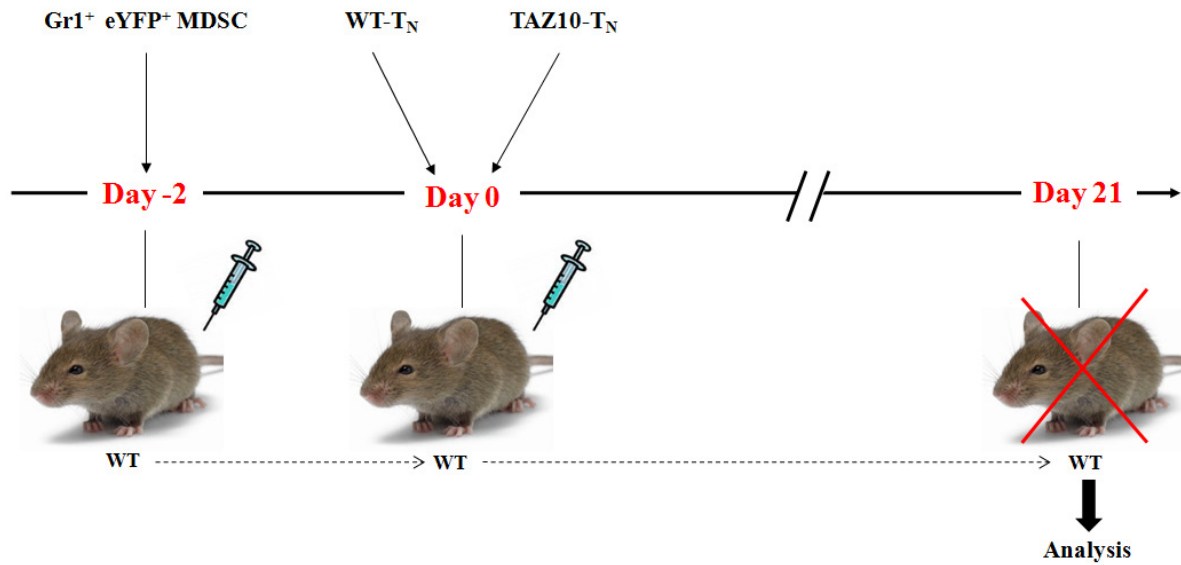 Gr1⁺ eYFP⁺ MDSC
WT-T_N
TAZ10-T_N
Day -2
Day 0
Day 21
WT
WT
WT
Analysis